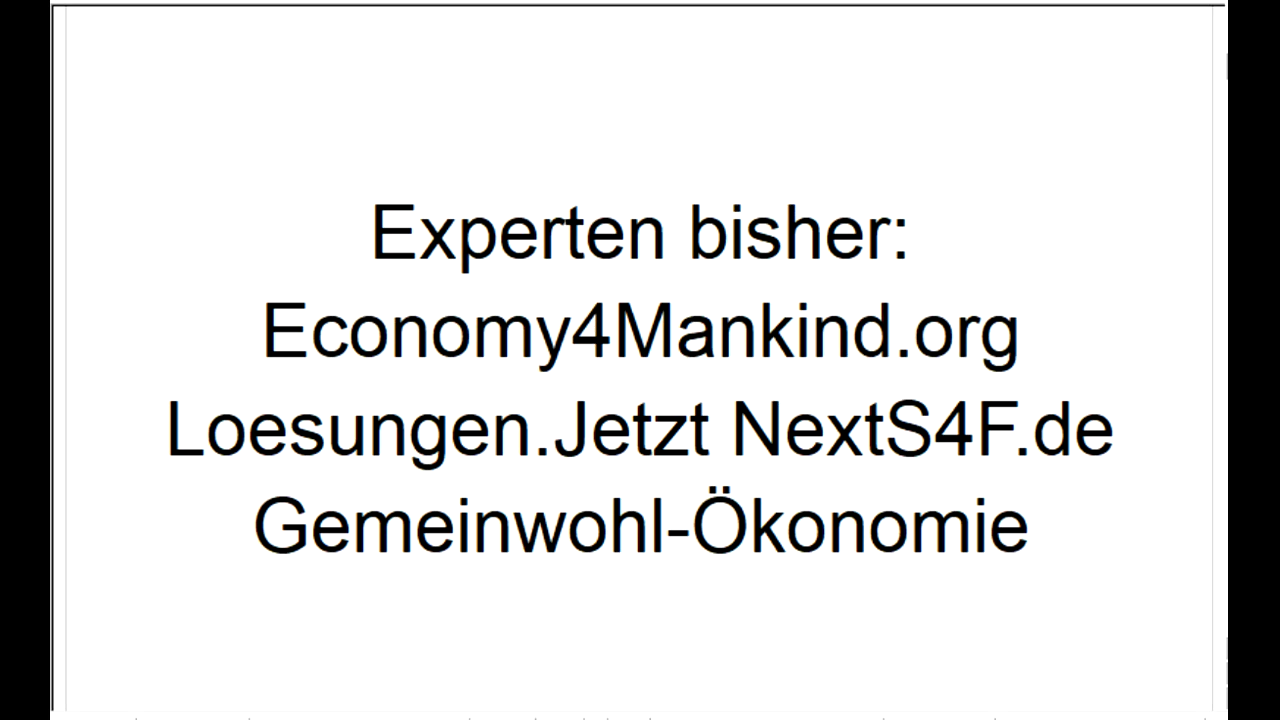 Experten bisher:
Economy4Mankind.org
Loesungen.Jetzt NextS4F.de
Gemeinwohl-Ökonomie